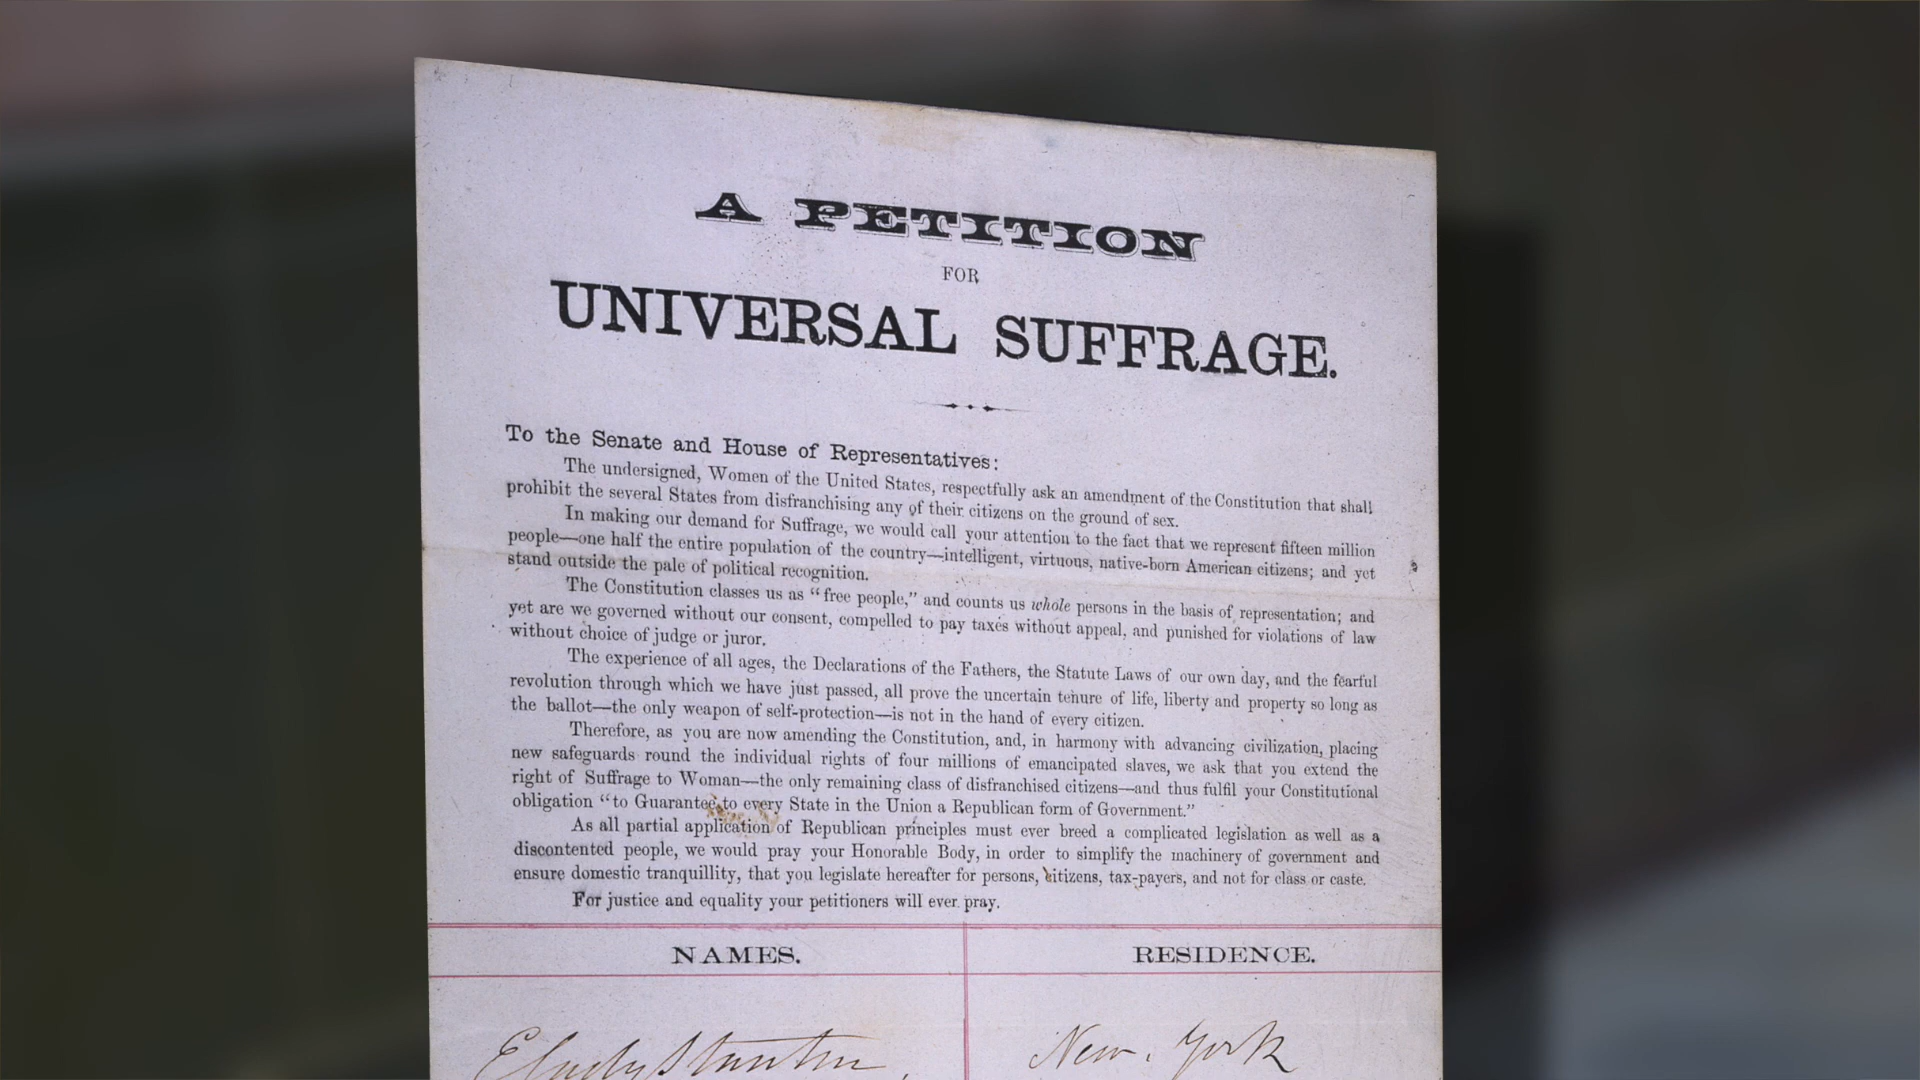 A PETITION
FOR
UNIVERSAL SUFFRAGE.
To the Senate and House of Representatives:
The undersigned, Women of the United States, respectfully ask an amendment of the Constitution that shall
prohibit the several States from disfranchising any of their citizens on the ground of sex.
In making our demand for Suffrage, we would call your attention to the fact that we represent fifteen million
people—one half the entire population of the country—intelligent, virtuous, native-born American citizens; and yet
stand outside the pale of political recognition.
The Constitution classes us as “free people,” and counts us whole persons in the basis of representation; and
yet are we governed without our consent, compelled to pay taxes without appeal, and punished for violations of law
without choice of judge or juror.
The experience of all ages, the Declarations of the Fathers, the Statute Laws of our own day, and the fearful
revolution through which we have just passed, all prove the uncertain tenure of life, liberty and property so long as
the ballot—the only weapon of self-protection—is not in the hand of every citizen.
Therefore, as you are now amending the Constitution, and, in harmony with advancing civilization, placing
new safeguards round the individual rights of four millions of emancipated slaves, we ask that you extend the
right of Suffrage to Woman—the only remaining class of disfranchised citizens—and thus fulfil your Constitutional
obligation “to Guarantee to every State in the Union a Republican form of Government.”
As all partial application of Republican principles must ever breed a complicated legislation as well as a
discontented people, we would pray your Honorable Body, in order to simplify the machinery of government and
ensure domestic tranquillity, that you legislate hereafter for persons, citizens, tax-payers, and not for class or caste.
For justice and equality your petitioners will ever pray.
NAMES.
RESIDENCE.
Stanton,
New York